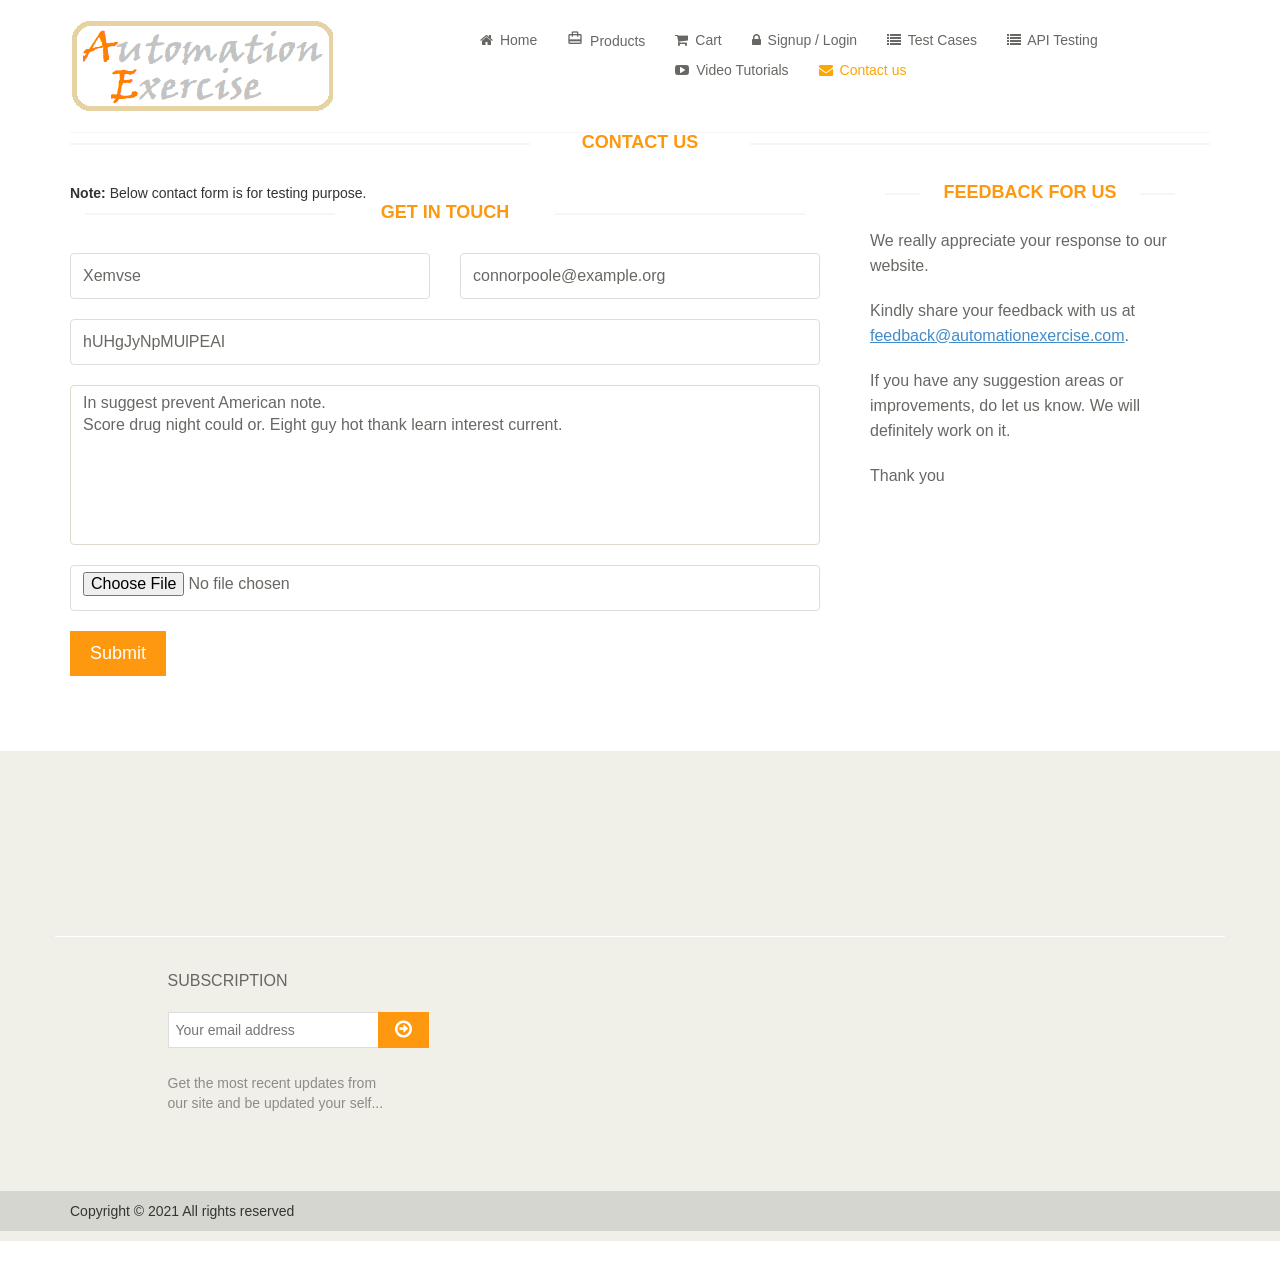 Automation
Exercise
Home
Products
Cart
Signup / Login
Test Cases
API Testing
Video Tutorials
Contact us
CONTACT US
Note: Below contact form is for testing purpose.
GET IN TOUCH
Xemvse
connorpoole@example.org
hUHgJyNpMUlPEAI
In suggest prevent American note.
Score drug night could or. Eight guy hot thank learn interest current.
Choose File No file chosen
Submit
FEEDBACK FOR US
We really appreciate your response to our
website.
Kindly share your feedback with us at
feedback@automationexercise.com.
If you have any suggestion areas or
improvements, do let us know. We will
definitely work on it.
Thank you
SUBSCRIPTION
Your email address
Get the most recent updates from
our site and be updated your self...
Copyright © 2021 All rights reserved